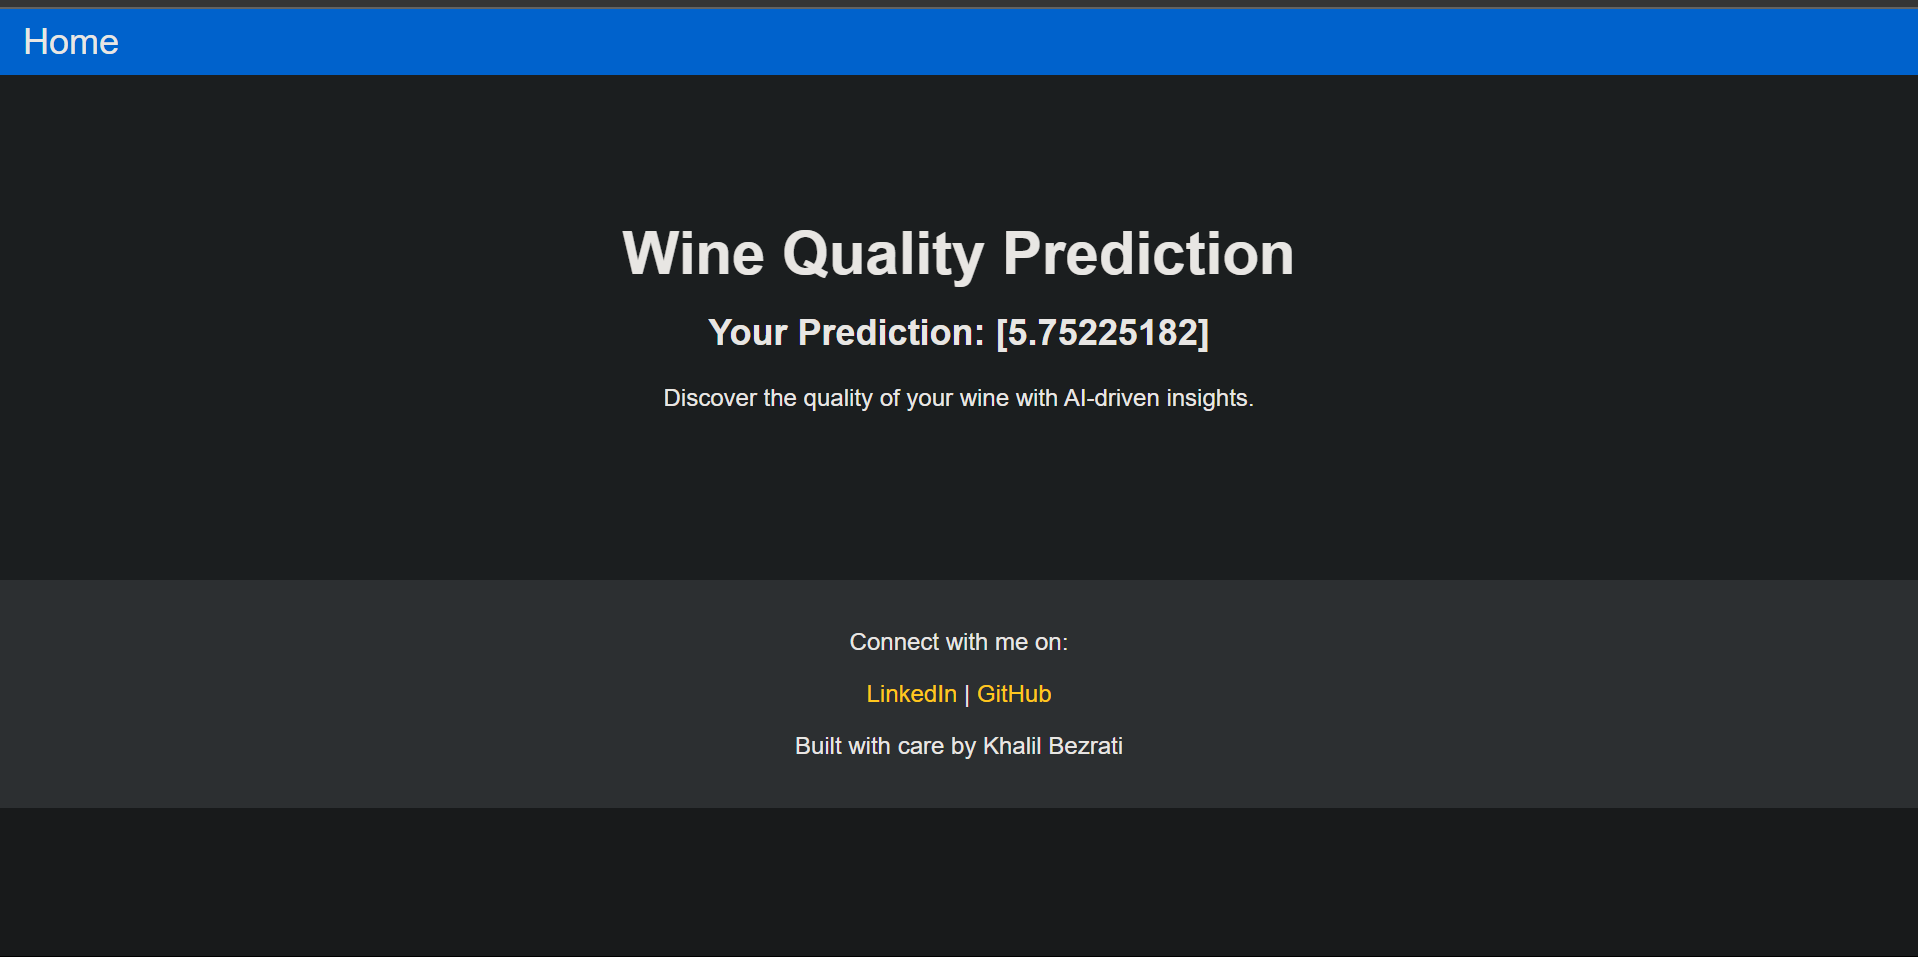 Home
Wine Quality Prediction
Your Prediction: [5.75225182]
Discover the quality of your wine with AI-driven insights.
Connect with me on:
LinkedIn | GitHub
Built with care by Khalil Bezrati